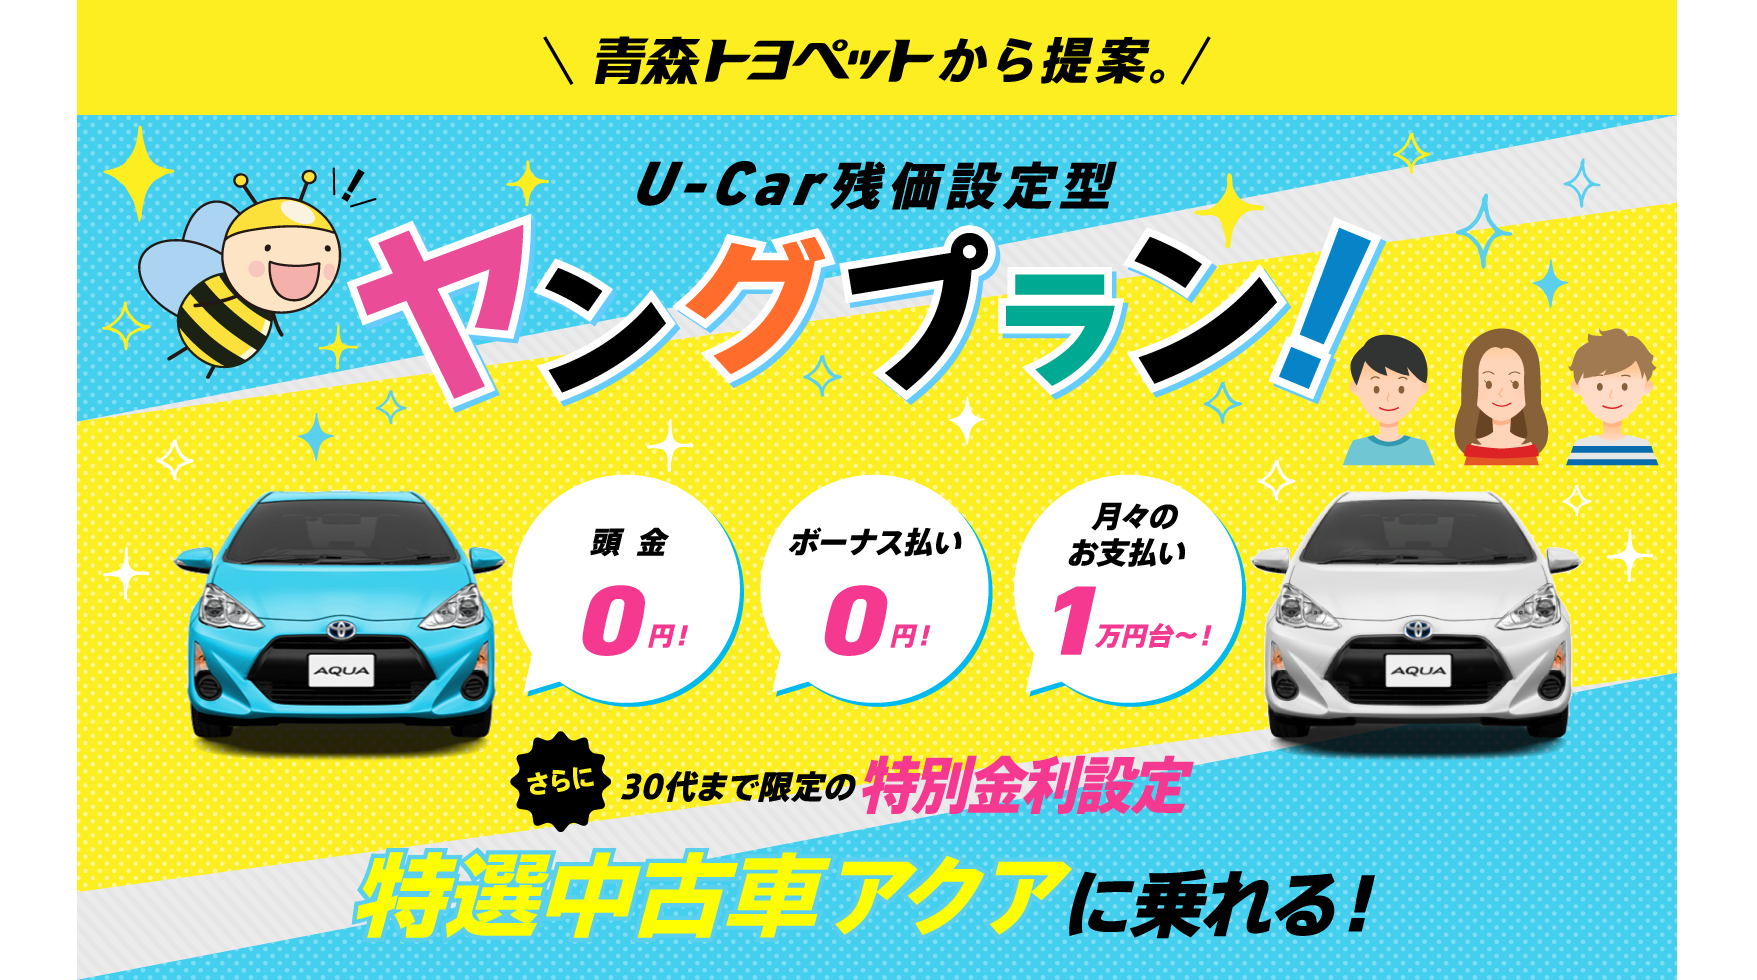 青森トヨペットから提案。
U-Car残価設定型
ヤングプラン!
頭金
0円!
ボーナス払い
0円!
月々の
お支払い
1万円台～!
AQUA
AQUA
さらに
30代まで限定の特別金利設定
特選中古車アクアに乗れる!